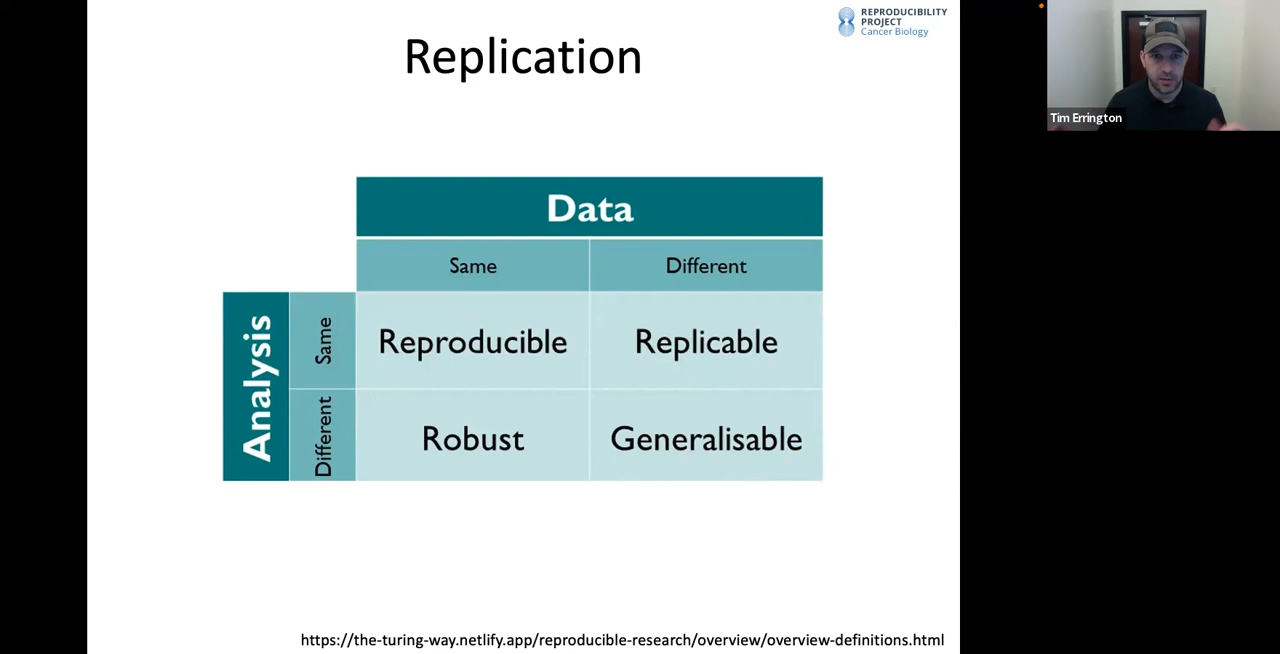 REPRODUCIBILITY
PROJECT
Cancer Biology
Replication
Tim Errington
Data
Same
Different
Analysis
Same
Reproducible
Replicable
Different
Robust
Generalisable
https://the-turing-way.netlify.app/reproducible-research/overview/overview-definitions.html